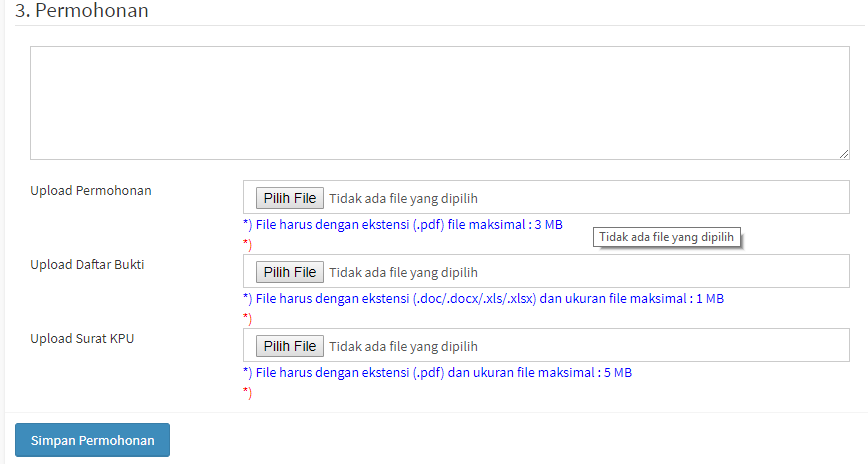 3. Permohonan
Upload Permohonan
Pilih File Tidak ada file yang dipilih
*) File harus dengan ekstensi (.pdf) file maksimal : 3 MB
Tidak ada file yang dipilih
*)
Upload Daftar Bukti
Pilih File Tidak ada file yang dipilih
*) File harus dengan ekstensi (.doc/.docx/.xls/.xlsx) dan ukuran file maksimal : 1 MB
*)
Upload Surat KPU
Pilih File Tidak ada file yang dipilih
*) File harus dengan ekstensi (.pdf) dan ukuran file maksimal : 5 MB
*)
Simpan Permohonan